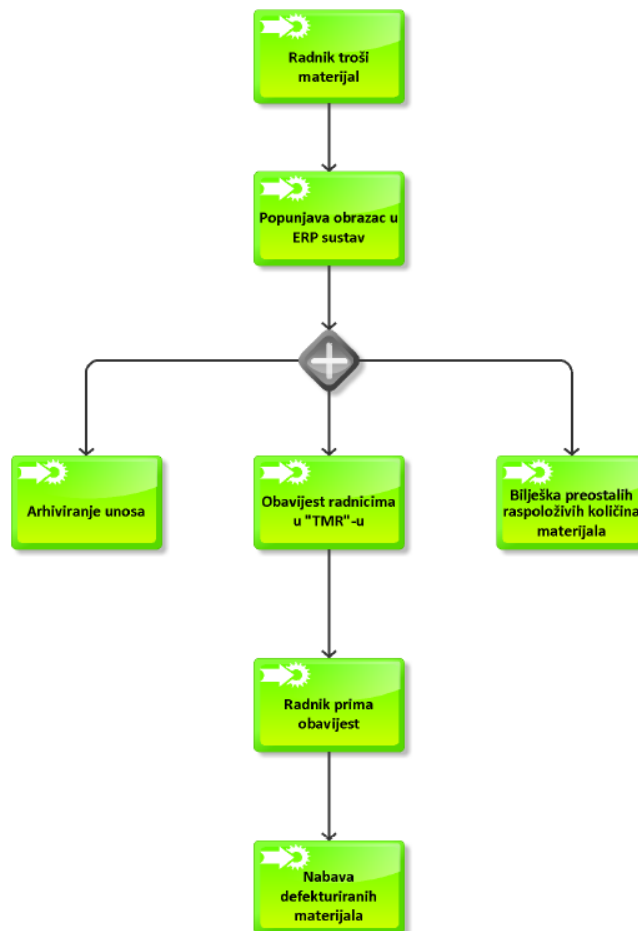 Radnik troši
materijal
Popunjava obrazac u
ERP sustav
Arhiviranje unosa
Obavijest radnicima
u "TMR"-u
Bilješka preostalih
raspoloživih količina
materijala
Radnik prima
obavijest
Nabava
defekturiranih
materijala